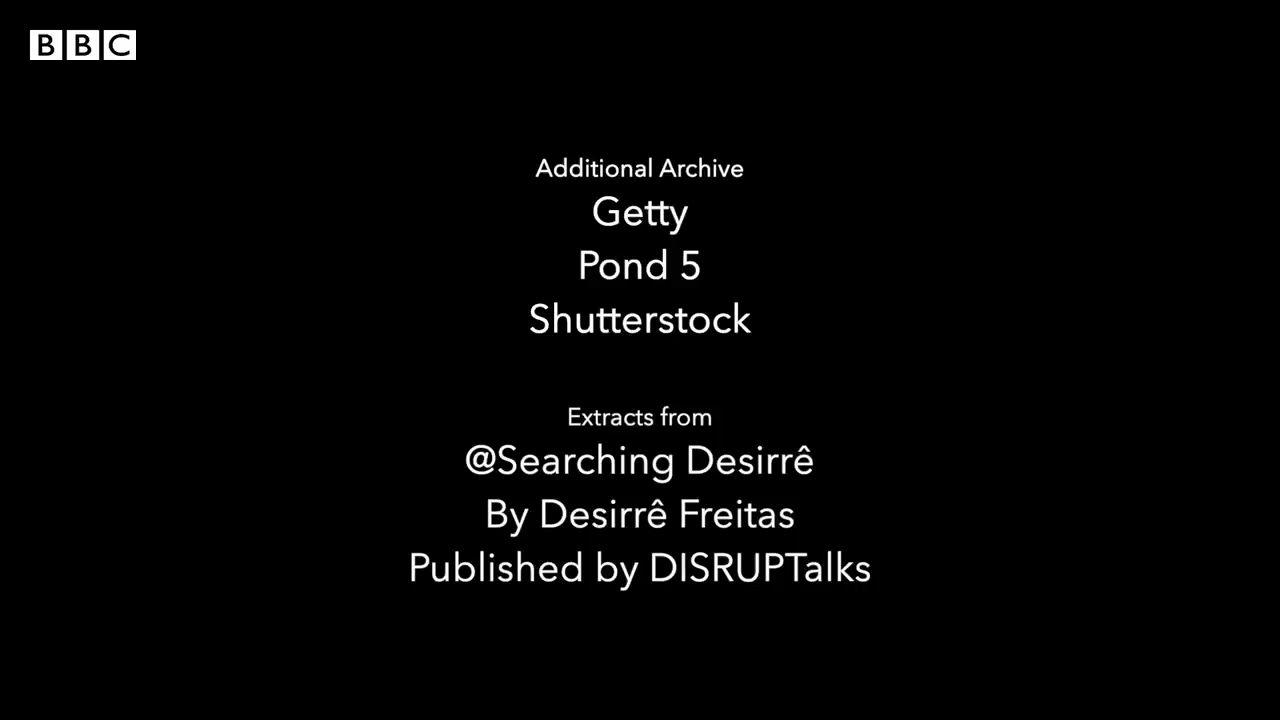 BBC
Additional Archive
Getty
Pond 5
Shutterstock
Extracts from
@Searching Desirrê
By Desirrê Freitas
Published by DISRUPTalks